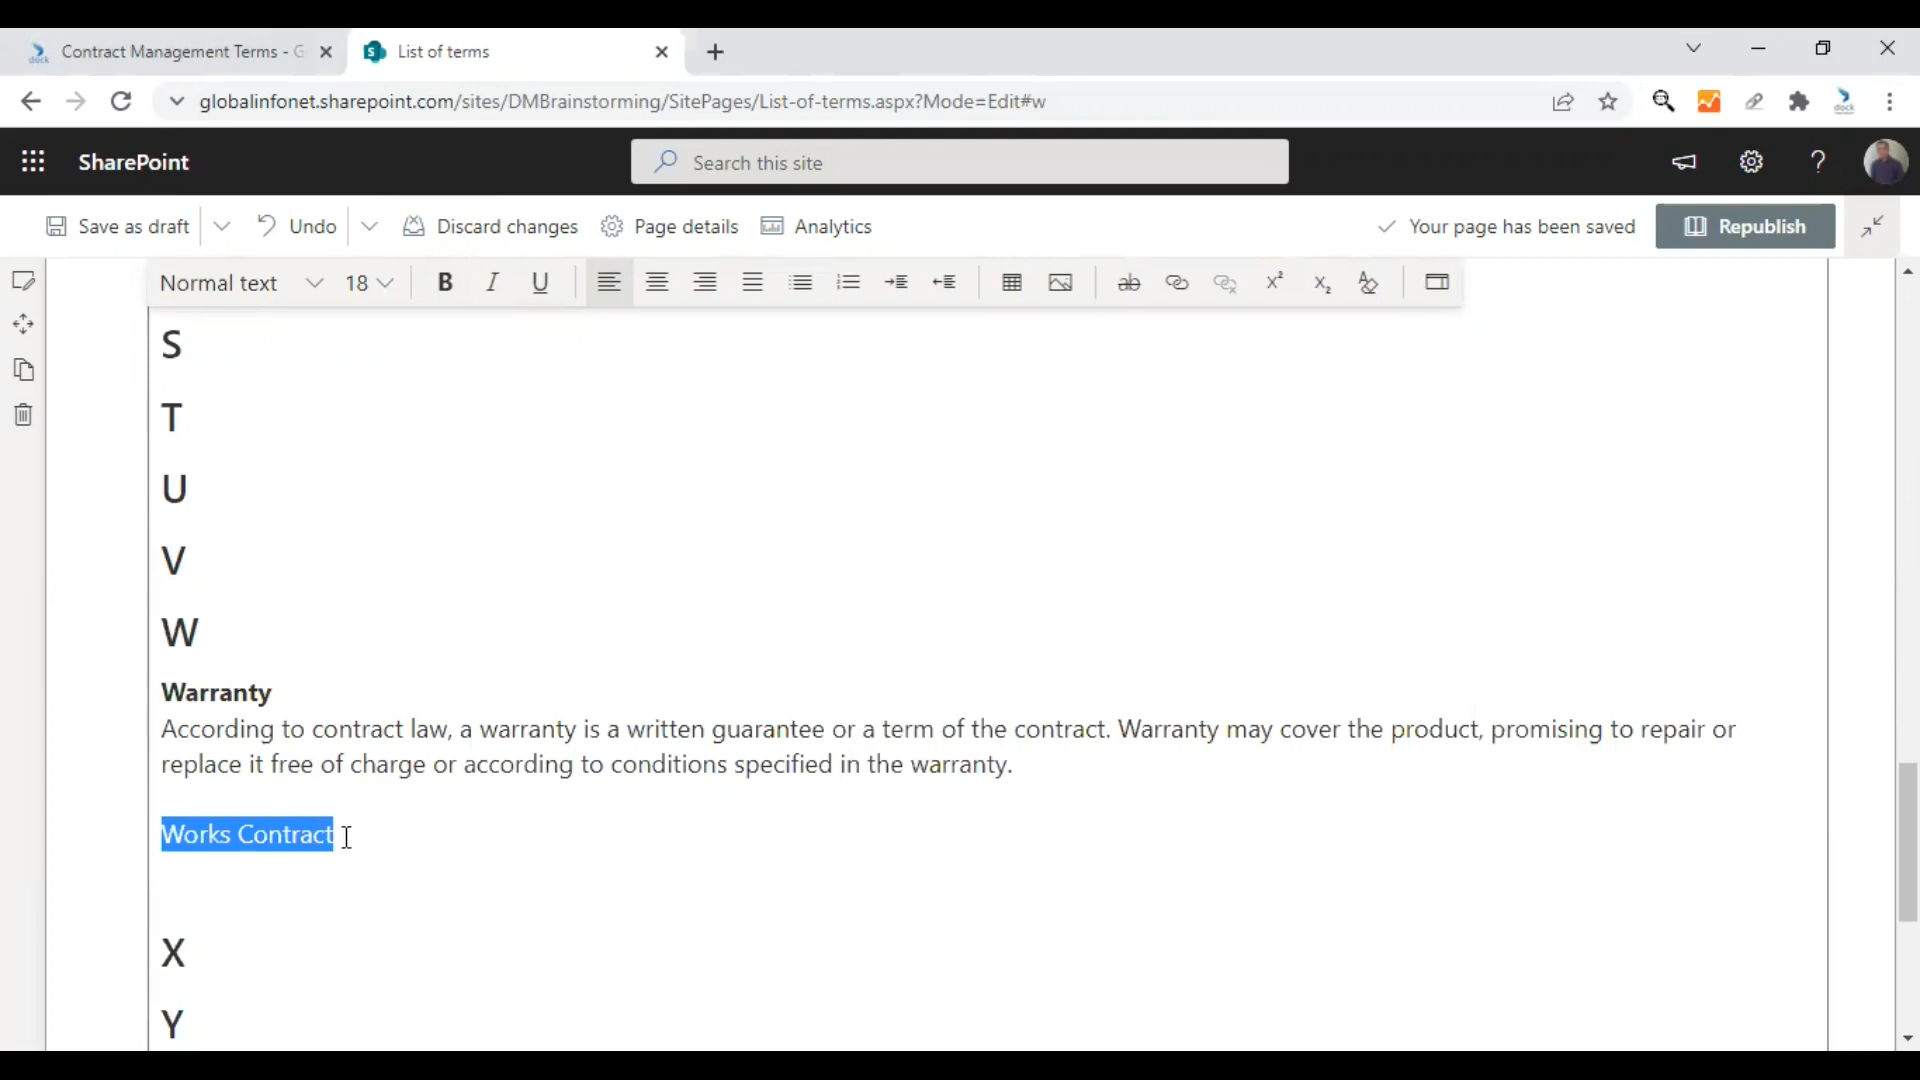 Contract Management Terms - G
List of terms
globalinfonet.sharepoint.com/sites/DMBrainstorming/SitePages/List-of-terms.aspx?Mode=Edit#w
dock
SharePoint
Search this site
Save as draft
Undo
Discard changes
Page details
Analytics
Your page has been saved
Republish
Normal text
18
S
T
U
V
W
Warranty
According to contract law, a warranty is a written guarantee or a term of the contract. Warranty may cover the product, promising to repair or
replace it free of charge or according to conditions specified in the warranty.
Works Contract
X
Y